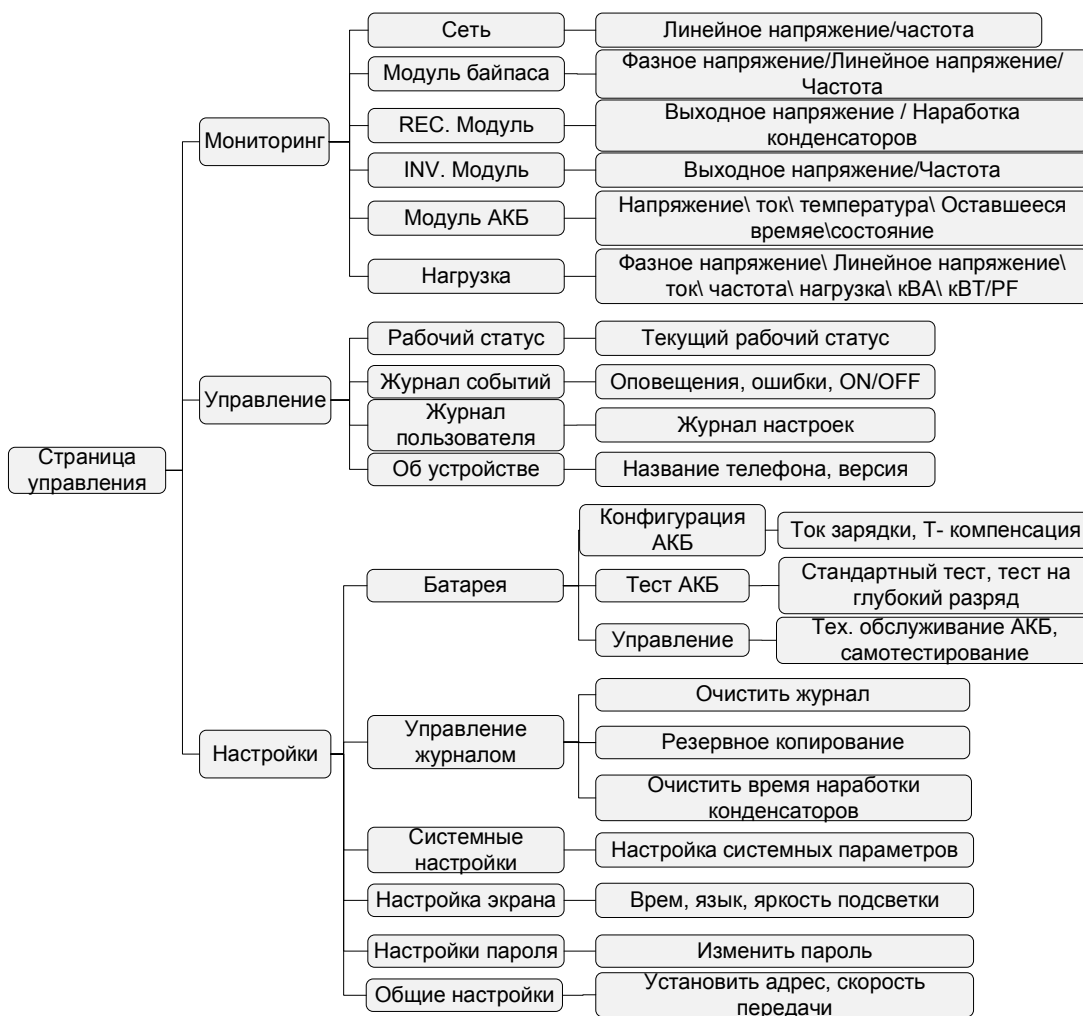 Сеть
Линейное напряжение/частота
Модуль байпаса
Фазное напряжение/Линейное напряжение/
Частота
REC. Модуль
Выходное напряжение / Наработка
конденсаторов
Мониторинг
INV. Модуль
Выходное напряжение/Частота
Модуль АКБ
Напряжение\ ток\ температура\ Оставшееся
времяе\состояние
Нагрузка
Фазное напряжение\ Линейное напряжение\
ток\ частота\ нагрузка\ кВА\ кВТ/PF
Рабочий статус
Текущий рабочий статус
Управление
Журнал событий
Оповещения, ошибки, ON/OFF
Журнал
пользователя
Журнал настроек
Об устройстве
Название телефона, версия
Страница
управления
Конфигурация
АКБ
Ток зарядки, Т- компенсация
Батарея
Тест АКБ
Стандартный тест, тест на
глубокий разряд
Управление
Тех. обслуживание АКБ,
самотестирование
Настройки
Управление
журналом
Очистить журнал
Резервное копирование
Очистить время наработки
конденсаторов
Системные
настройки
Настройка системных параметров
Настройка экрана
Врем, язык, яркость подсветки
Настройки пароля
Изменить пароль
Общие настройки
Установить адрес, скорость
передачи